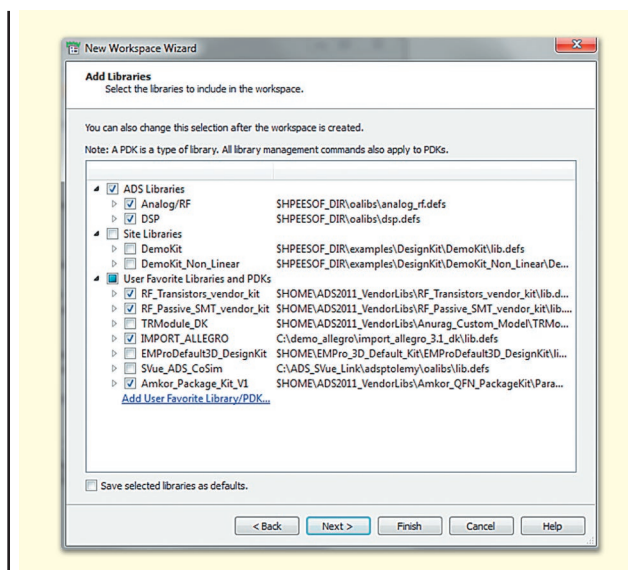 New Workspace Wizard
Add Libraries
Select the libraries to include in the workspace.
You can also change this selection after the workspace is created.
Note: A PDK is a type of library. All library management commands also apply to PDKs.
ADS Libraries
Analog/RF $HPEESOF_DIR\oalibs\analog_rf.defs
DSP $HPEESOF_DIR\oalibs\dsp.defs
Site Libraries
DemoKit $HPEESOF_DIR\examples\DesignKit\DemoKit\lib.defs
DemoKit_Non_Linear $HPEESOF_DIR\examples\DesignKit\DemoKit_Non_Linear\De...
User Favorite Libraries and PDKs
RF_Transistors_vendor_kit $HOME\ADS2011_VendorLibs\RF_Transistors_vendor_kit\lib.d...
RF_Passive_SMT_vendor_kit $HOME\ADS2011_VendorLibs\RF_Passive_SMT_vendor_kit\lib....
TRModule_DK $HOME\ADS2011_VendorLibs\Anurag_Custom_Model\TRMo...
IMPORT_ALLEGRO C:\demo_allegro\import_allegro_3.1_dk\lib.defs
EMProDefault3D_DesignKit $HOME\EMPro_3D_Default_Kit\EMProDefault3D_DesignKit\li...
SVue_ADS_CoSim C:\ADS_SVue_Link\adsptolemy\oalibs\lib.defs
Amkor_Package_Kit_V1 $HOME\ADS2011_VendorLibs\Amkor_QFN_PackageKit\Para...
Add User Favorite Library/PDK...
Save selected libraries as defaults.
< Back Next > Finish Cancel Help